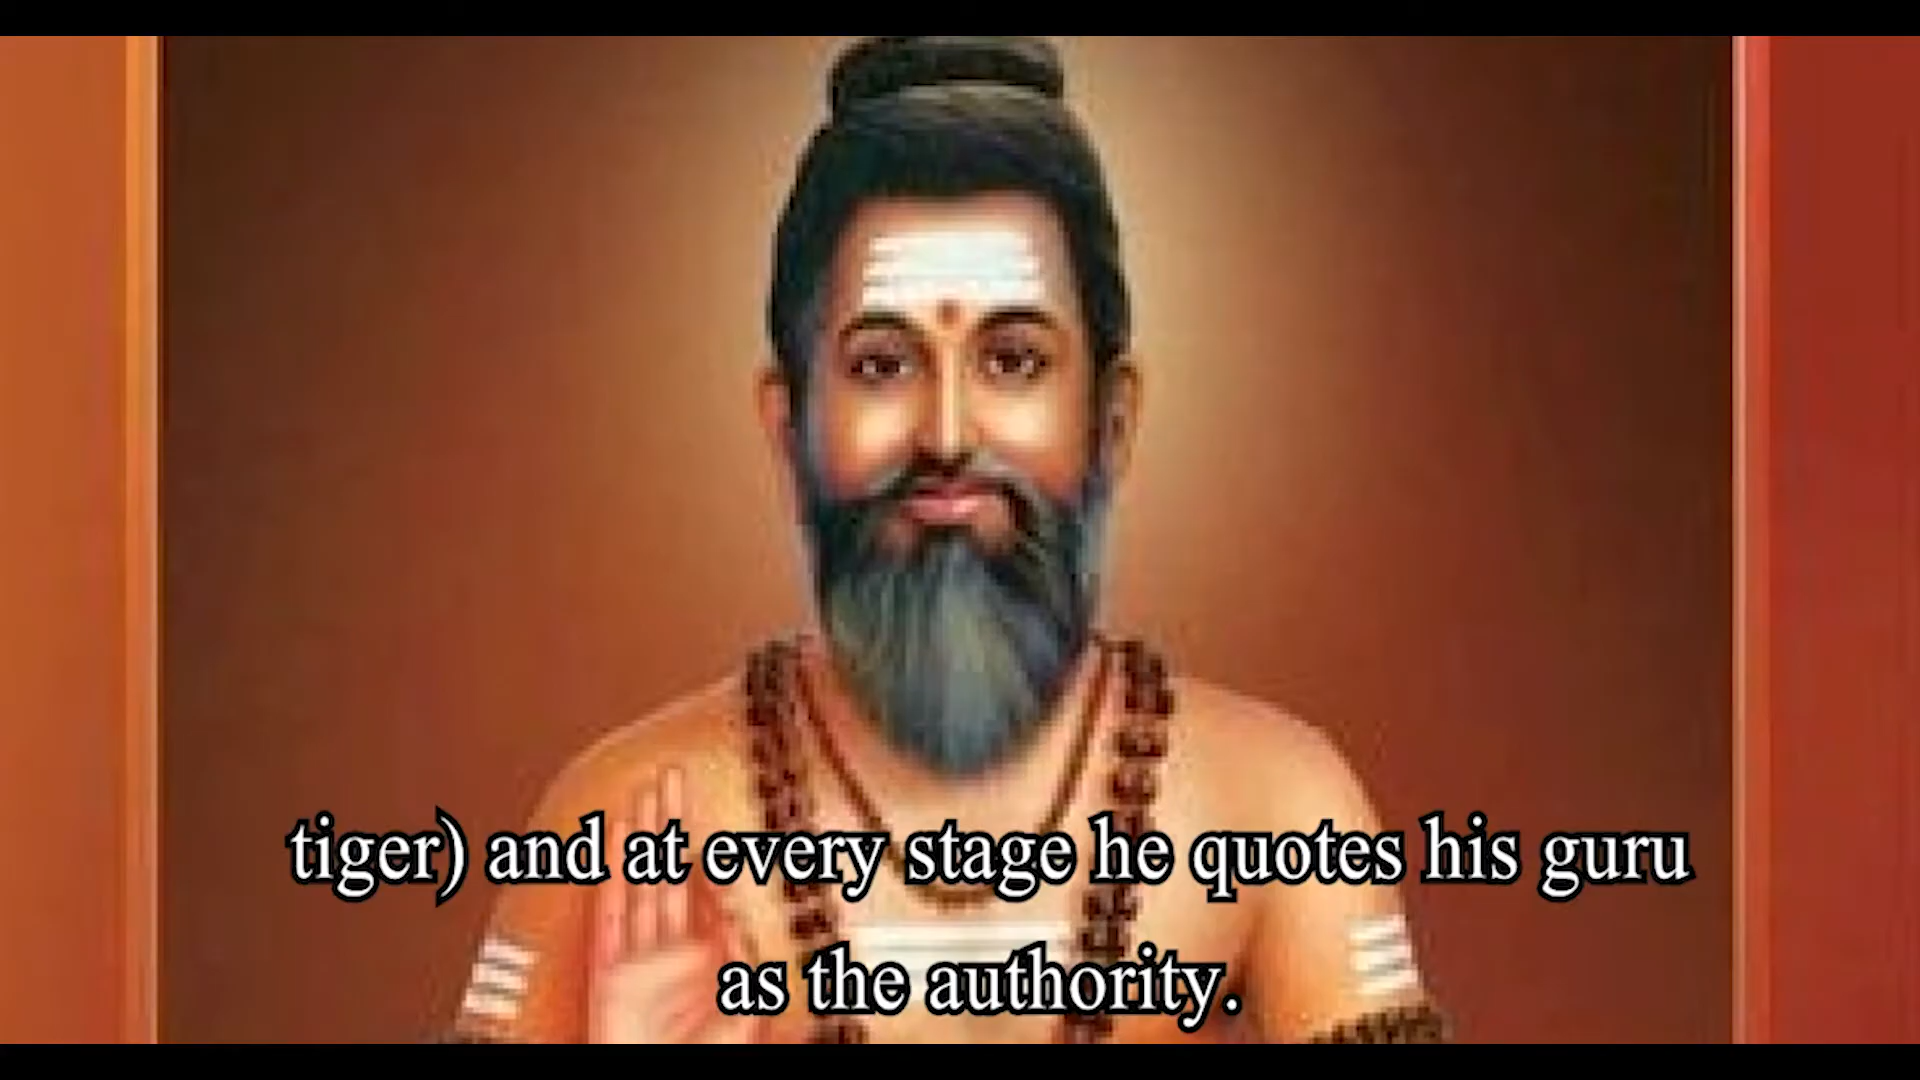 tiger) and at every stage he quotes his guru
as the authority.